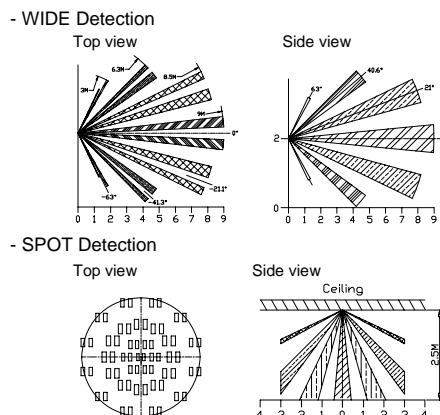 - WIDE Detection
Top view
Side view
3M
6.3M
8.5M
9M
0°
-21.1°
-41.3°
-63°
0 1 2 3 4 5 6 7 8 9
63°
40.6°
21°
2
0
0 1 2 3 4 5 6 7 8 9
- SPOT Detection
Top view
Side view
Ceiling
2.5M
4 3 2 1 0 1 2 3 4